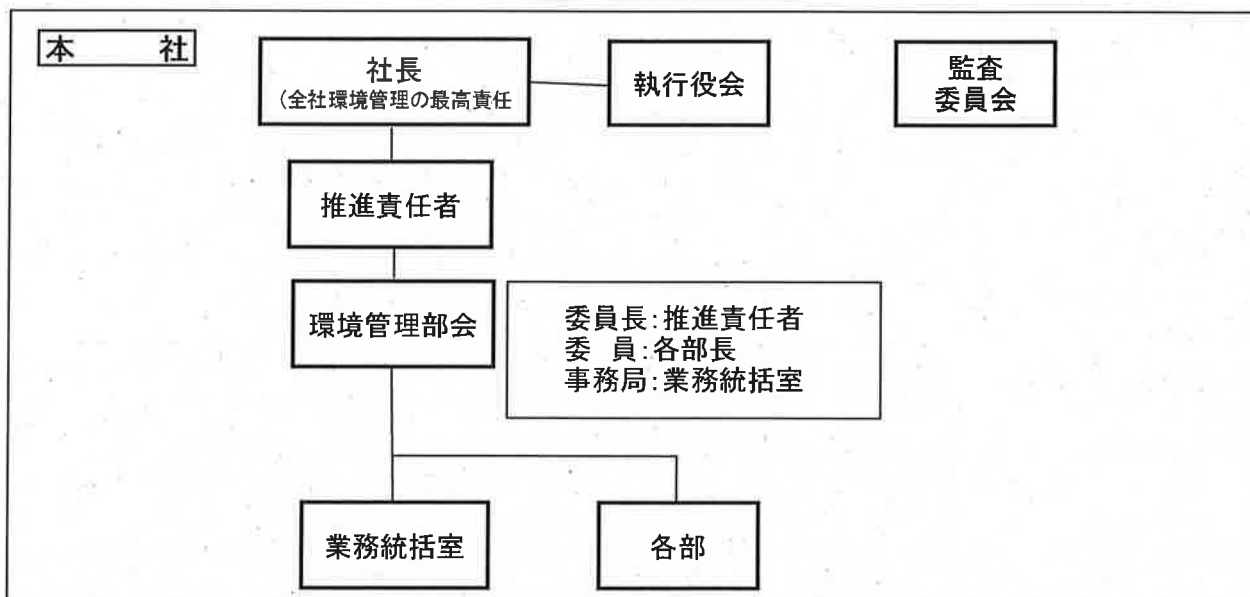 本　　社
社長
（全社環境管理の最高責任
執行役会
監査
委員会
推進責任者
環境管理部会
委員長：推進責任者
委　員：各部長
事務局：業務統括室
業務統括室
各部